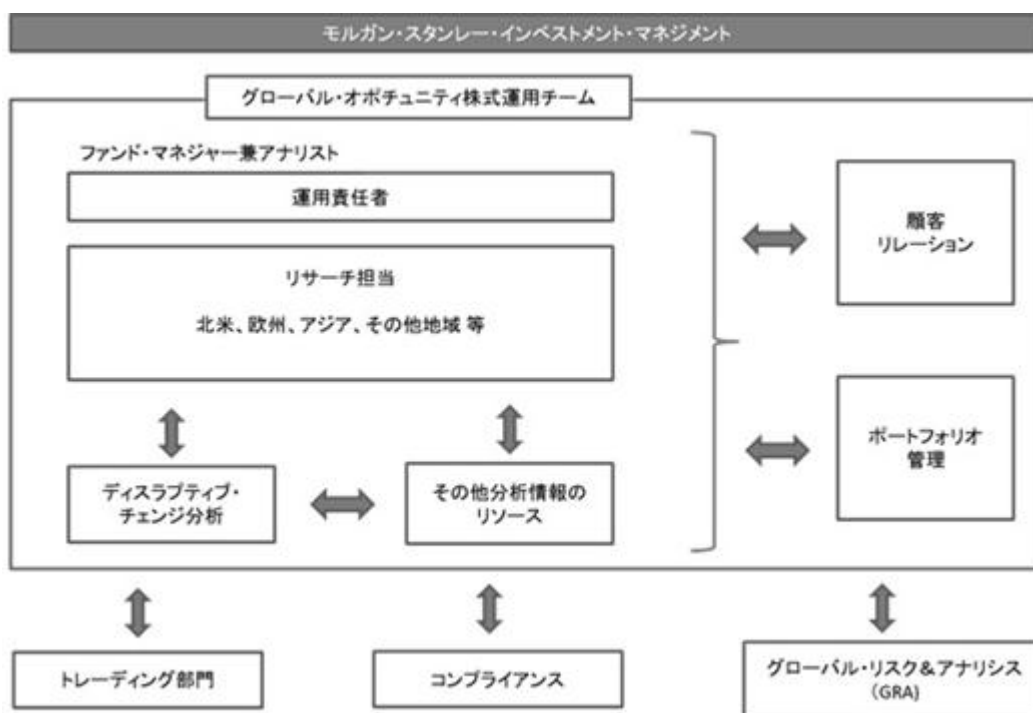 モルガン・スタンレー・インベストメント・マネジメント
グローバル・オポチュニティ株式運用チーム
ファンド・マネジャー兼アナリスト
運用責任者
リサーチ担当
北米、欧州、アジア、その他地域 等
顧客
リレーション
ポートフォリオ
管理
ディスラプティブ・
チェンジ分析
その他分析情報の
リソース
トレーディング部門
コンプライアンス
グローバル・リスク&アナリシス
(GRA)